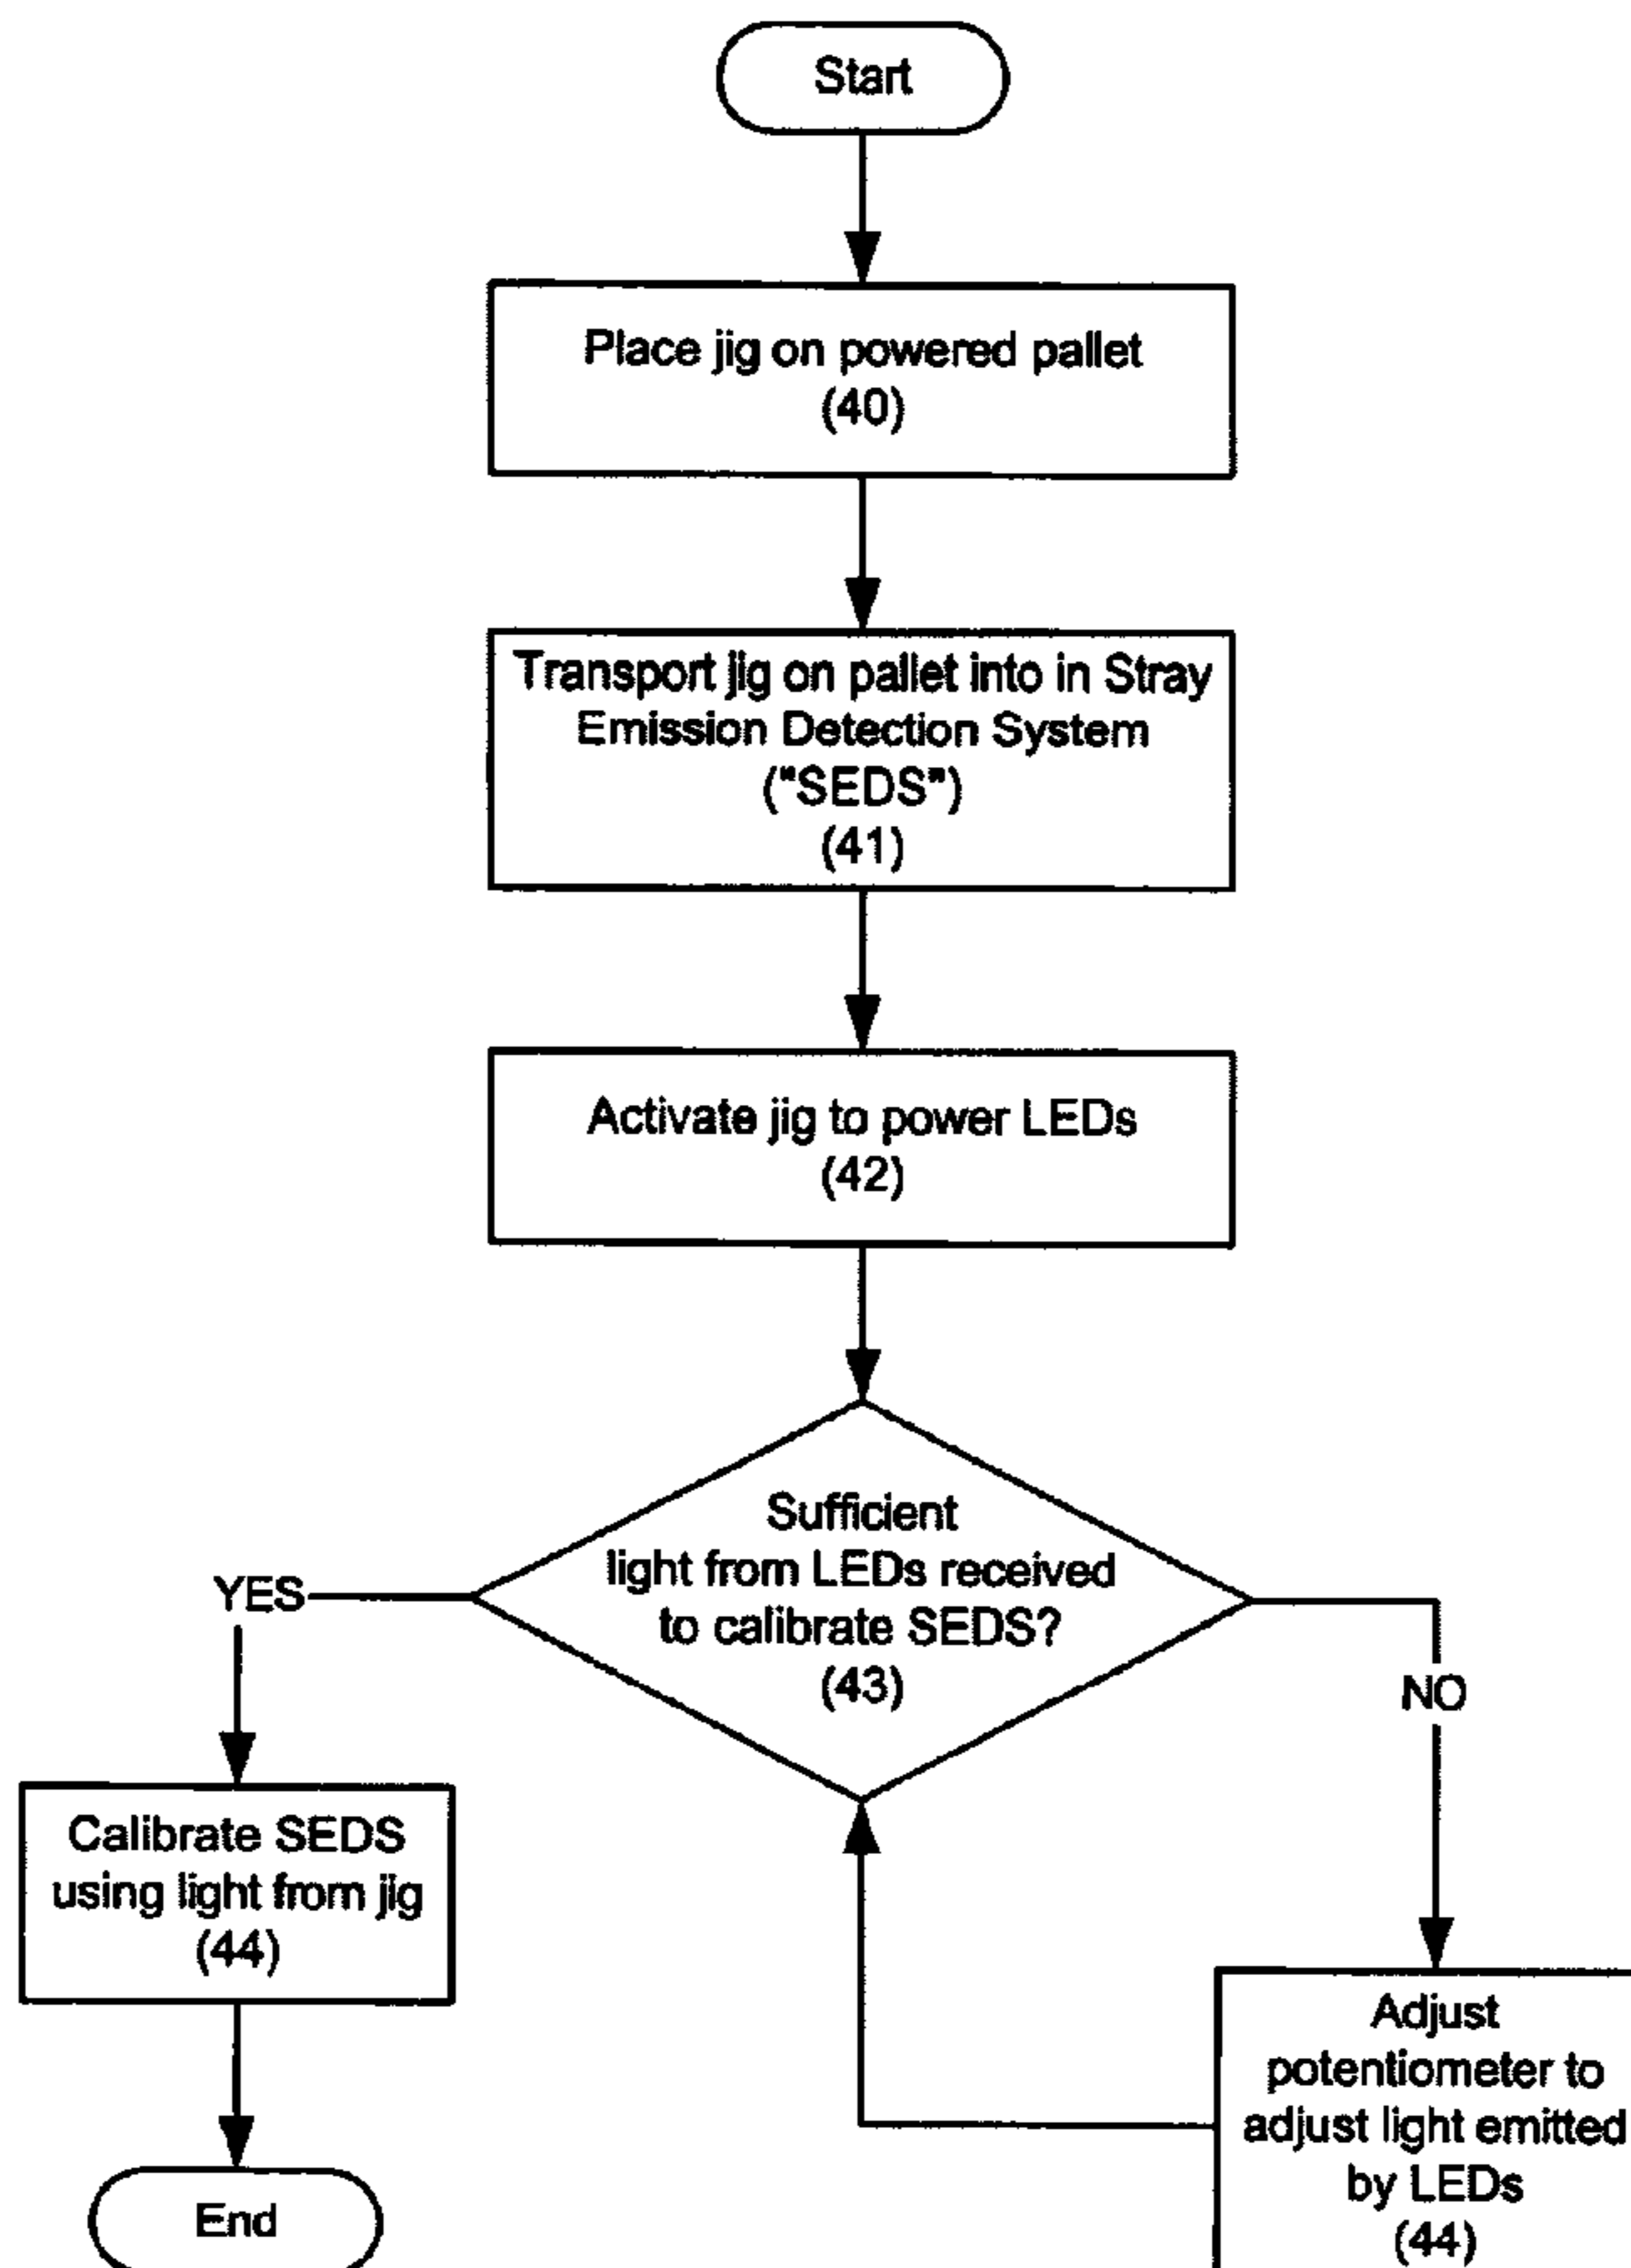 Start
Place jig on powered pallet
(40)
Transport jig on pallet into in Stray
Emission Detection System
("SEDS")
(41)
Activate jig to power LEDs
(42)
Sufficient
light from LEDs received
to calibrate SEDS?
(43)
YES
NO
Calibrate SEDS
using light from jig
(44)
Adjust
potentiometer to
adjust light emitted
by LEDs
(44)
End